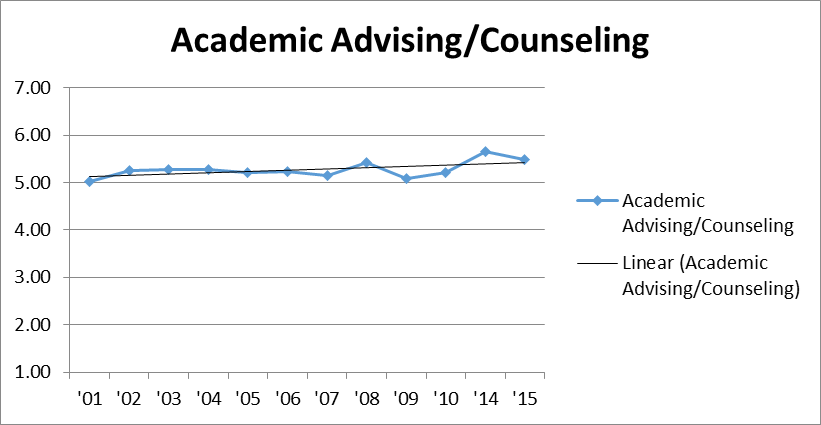 Academic Advising/Counseling
7.00
6.00
5.00
4.00
3.00
2.00
1.00
'01 '02 '03 '04 '05 '06 '07 '08 '09 '10 '14 '15
Academic
Advising/Counseling
Linear (Academic
Advising/Counseling)